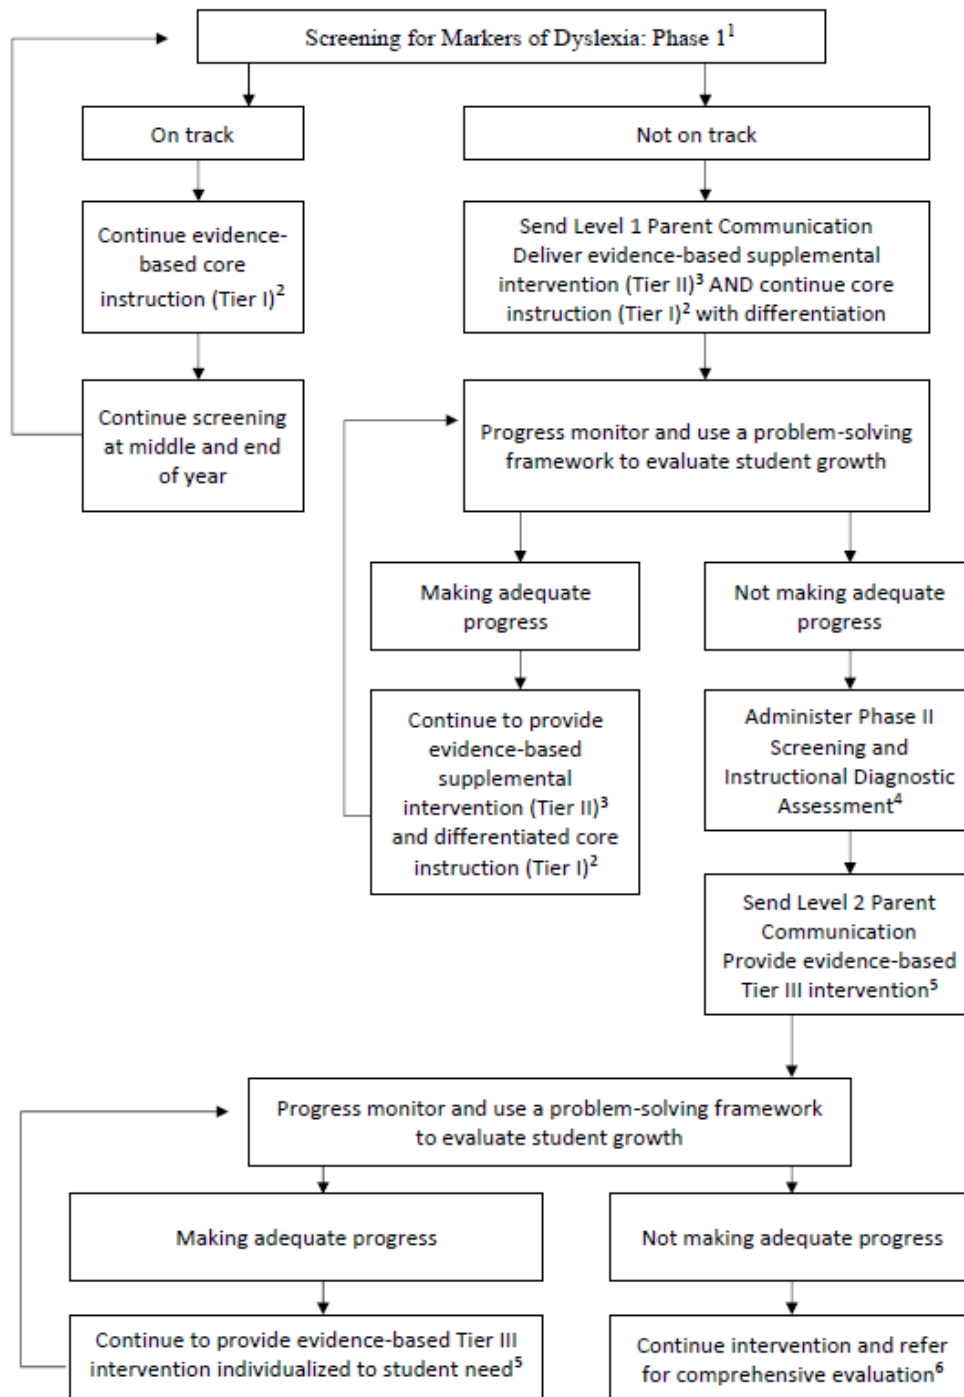 Screening for Markers of Dyslexia: Phase 1¹
On track
Not on track
Continue evidence-
based core
instruction (Tier I)²
Send Level 1 Parent Communication
Deliver evidence-based supplemental
intervention (Tier II)³ AND continue core
instruction (Tier I)² with differentiation
Continue screening
at middle and end
of year
Progress monitor and use a problem-solving
framework to evaluate student growth
Making adequate
progress
Not making adequate
progress
Continue to provide
evidence-based
supplemental
intervention (Tier II)³
and differentiated core
instruction (Tier I)²
Administer Phase II
Screening and
Instructional Diagnostic
Assessment⁴
Send Level 2 Parent
Communication
Provide evidence-based
Tier III intervention⁵
Progress monitor and use a problem-solving framework
to evaluate student growth
Making adequate progress
Not making adequate progress
Continue to provide evidence-based Tier III
intervention individualized to student need⁵
Continue intervention and refer
for comprehensive evaluation⁶